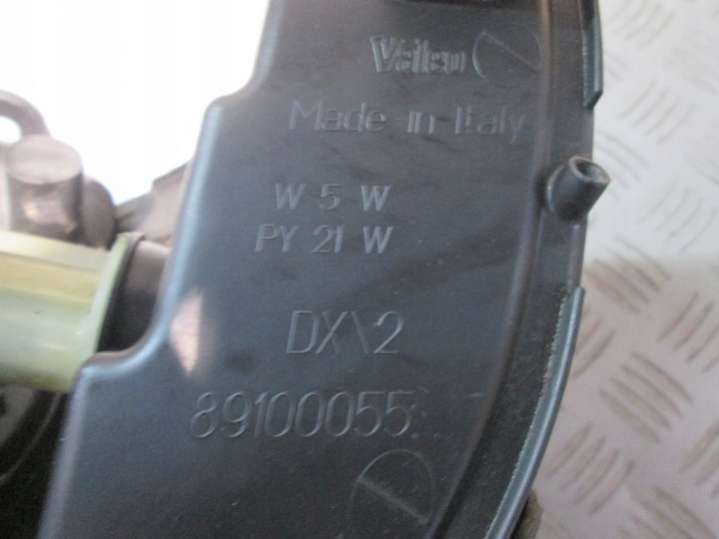 Valeo
Made in Italy
W 5 W
PY 21 W
DX\2
89100055